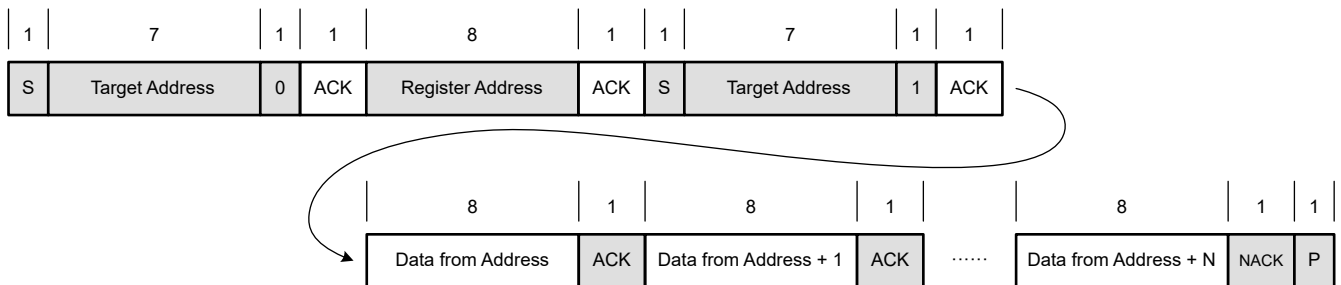 1 7 1 1 8 1 1 7 1 1
S Target Address 0 ACK Register Address ACK S Target Address 1 ACK
8 1 8 1 8 1 1
Data from Address ACK Data from Address + 1 ACK ...... Data from Address + N NACK P